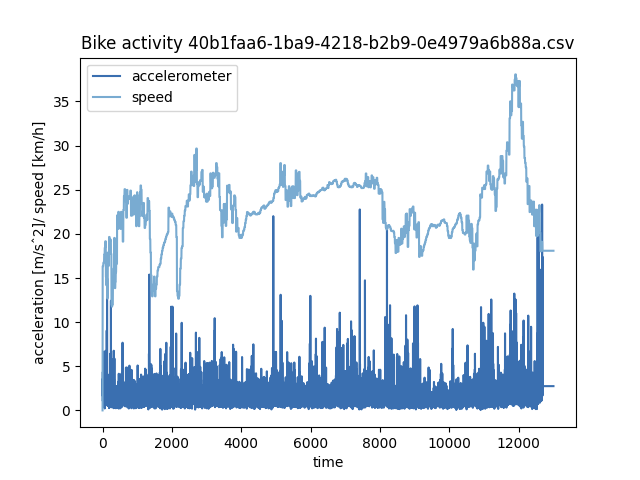 Bike activity 40b1faa6-1ba9-4218-b2b9-0e4979a6b88a.csv
accelerometer
speed
acceleration [m/s^2]/ speed [km/h]
35
30
25
20
15
10
5
0
0 2000 4000 6000 8000 10000 12000
time